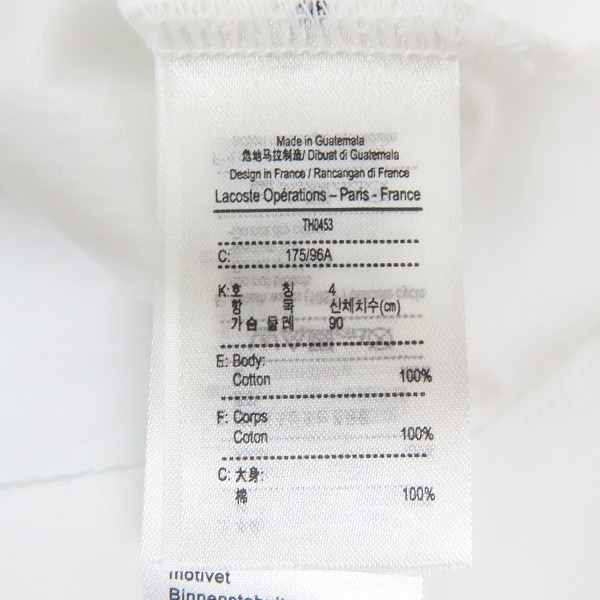 Made in Guatemala
危地马拉制造/ Dibuat di Guatemala
Design in France / Rancangan di France
Lacoste Opérations – Paris - France
TH0453
C: 175/96A
K: 호 칭 4
항 목 신체치수(cm)
가슴 둘레 90
E: Body:
Cotton 100%
F: Corps
Coton 100%
C: 大身:
棉 100%
motivet